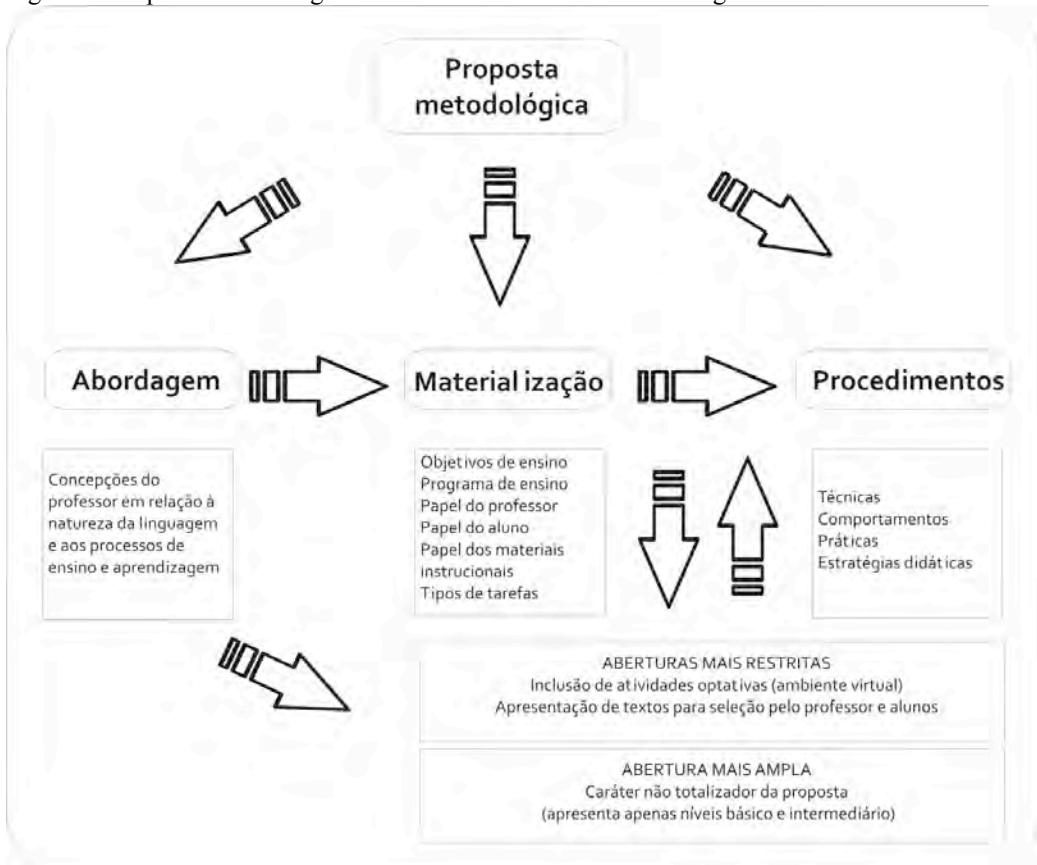 Proposta
metodológica
Abordagem
Materialização
Procedimentos
Concepções do
professor em relação à
natureza da linguagem
e aos processos de
ensino e aprendizagem
Objetivos de ensino
Programa de ensino
Papel do professor
Papel do aluno
Papel dos materiais
instrucionais
Tipos de tarefas
Técnicas
Comportamentos
Práticas
Estratégias didáticas
ABERTURAS MAIS RESTRITAS
Inclusão de atividades optativas (ambiente virtual)
Apresentação de textos para seleção pelo professor e alunos
ABERTURA MAIS AMPLA
Caráter não totalizador da proposta
(apresenta apenas níveis básico e intermediário)